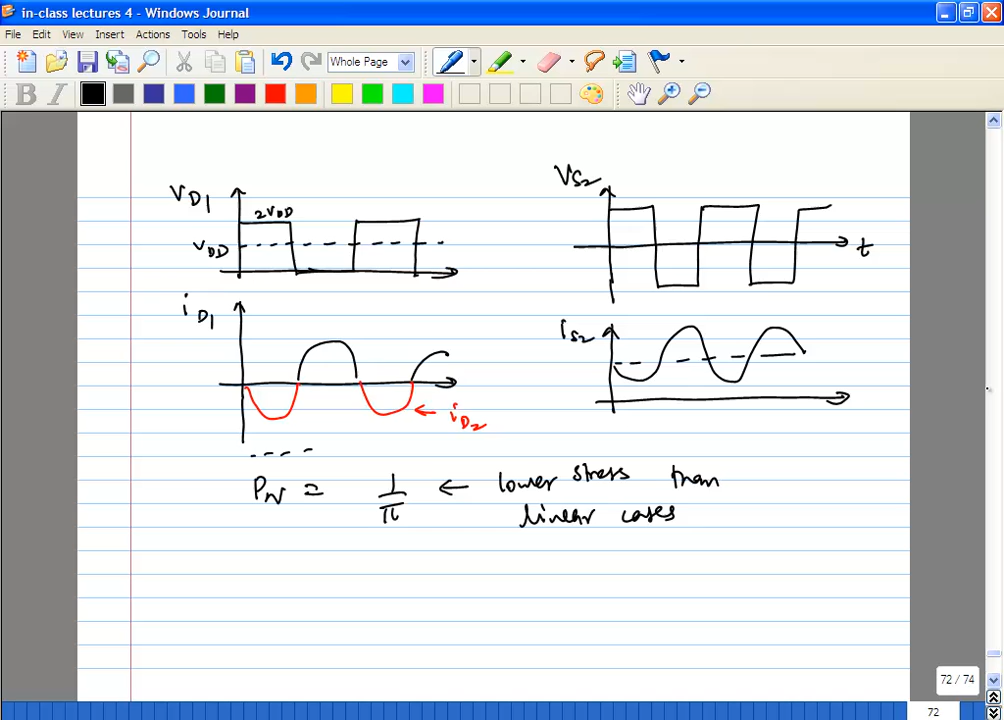 in-class lectures 4 - Windows Journal
File Edit View Insert Actions Tools Help
Whole Page
B I
VD1
2VDD
VDD
VS2
t
iD1
iS2
← iD2
PN = 1/π ← lower stress than
linear cases
72 / 74
72